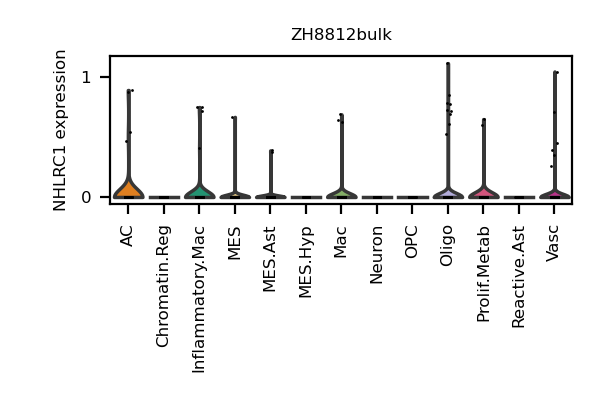 ZH8812bulk
NHLRC1 expression
1
0
AC
Chromatin.Reg
Inflammatory.Mac
MES
MES.Ast
MES.Hyp
Mac
Neuron
OPC
Oligo
Prolif.Metab
Reactive.Ast
Vasc